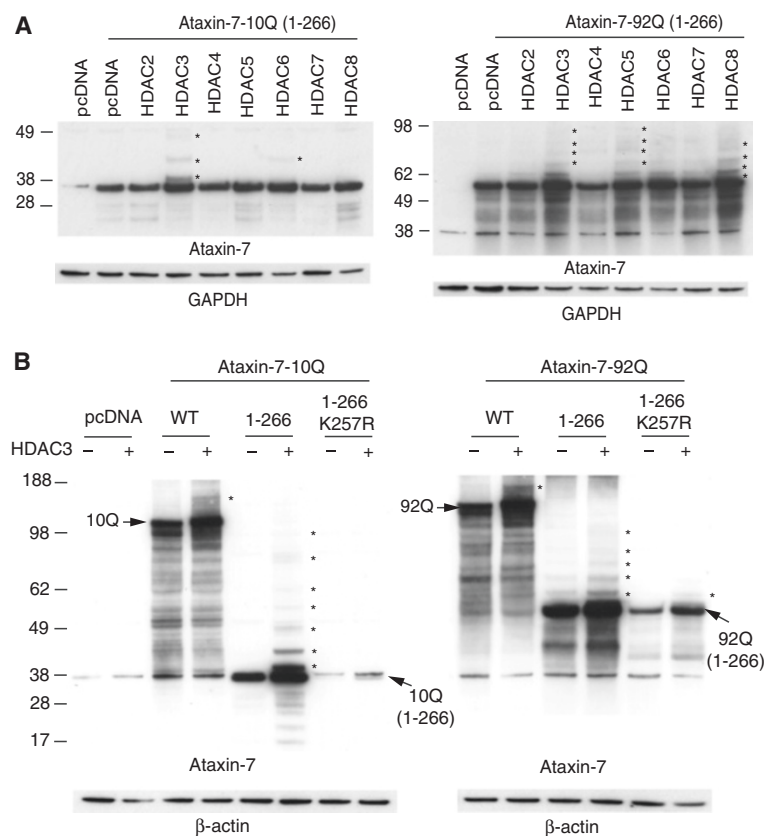 A
Ataxin-7-10Q (1-266)
pcDNA
pcDNA
HDAC2
HDAC3
HDAC4
HDAC5
HDAC6
HDAC7
HDAC8
49
38
28
*
*
*
*
Ataxin-7
GAPDH
Ataxin-7-92Q (1-266)
pcDNA
pcDNA
HDAC2
HDAC3
HDAC4
HDAC5
HDAC6
HDAC7
HDAC8
98
62
49
38
*
*
*
*
*
*
*
*
*
*
*
*
Ataxin-7
GAPDH
B
Ataxin-7-10Q
pcDNA
WT
1-266
1-266
K257R
HDAC3
– + – + – + – +
188
98
62
49
38
28
17
10Q
*
*
*
*
*
*
*
*
10Q
(1-266)
Ataxin-7
β-actin
Ataxin-7-92Q
WT
1-266
1-266
K257R
– + – + – +
92Q
*
*
*
*
*
*
*
92Q
(1-266)
Ataxin-7
β-actin